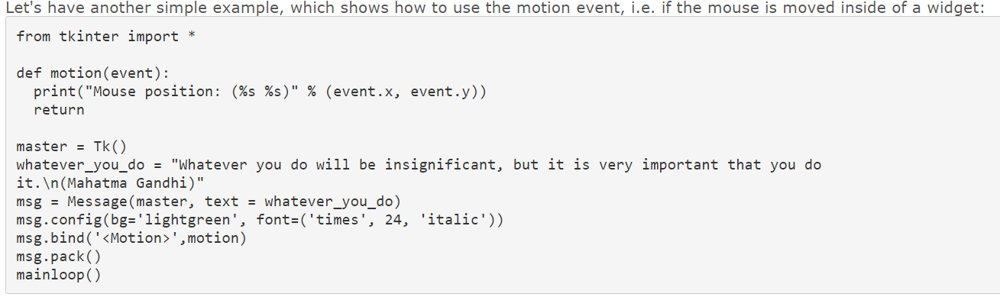 Let's have another simple example, which shows how to use the motion event, i.e. if the mouse is moved inside of a widget:
from tkinter import *
def motion(event):
  print("Mouse position: (%s %s)" % (event.x, event.y))
  return
master = Tk()
whatever_you_do = "Whatever you do will be insignificant, but it is very important that you do
it.\n(Mahatma Gandhi)"
msg = Message(master, text = whatever_you_do)
msg.config(bg='lightgreen', font=('times', 24, 'italic'))
msg.bind('<Motion>',motion)
msg.pack()
mainloop()